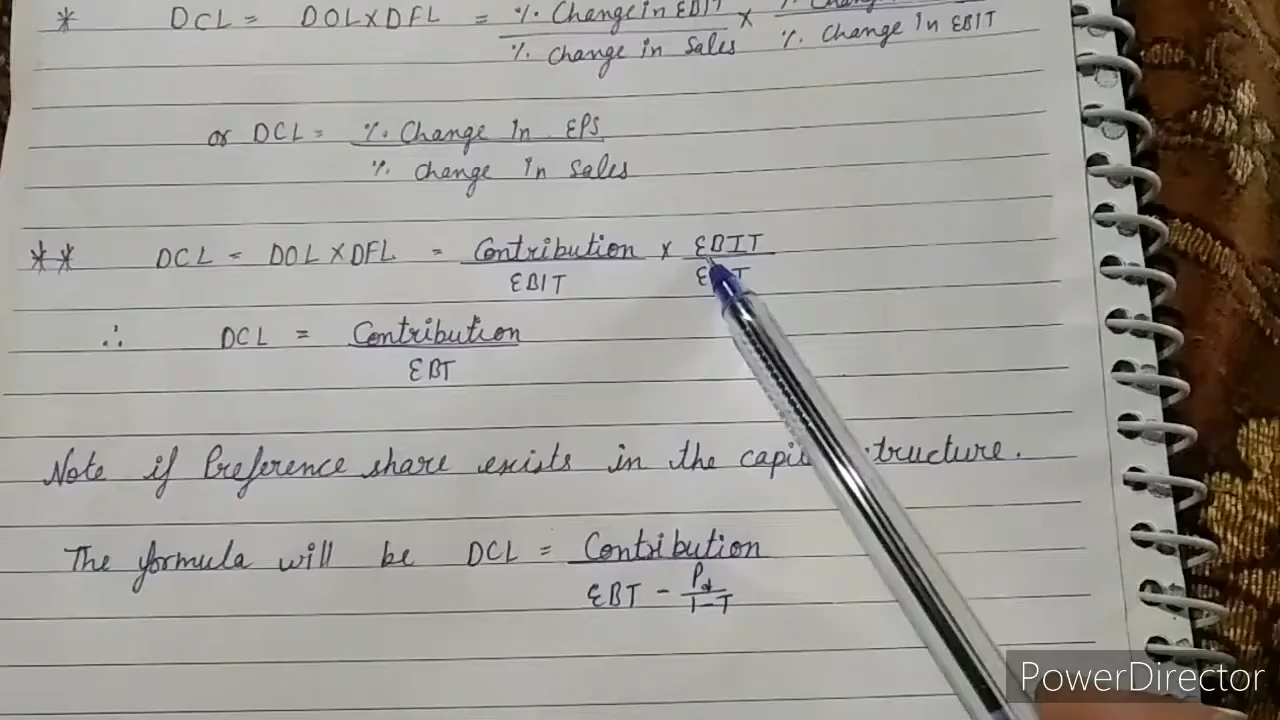 * DCL = DOL X DFL = % Change in EBIT / % Change in Sales X / % Change In EBIT
or DCL = % Change In EPS / % Change In Sales
** DCL = DOL X DFL = Contribution / EBIT X EBIT /
∴ DCL = Contribution / EBT
Note if Preference share exists in the structure.
The formula will be DCL = Contribution / EBT - Pd / 1-T
PowerDirector